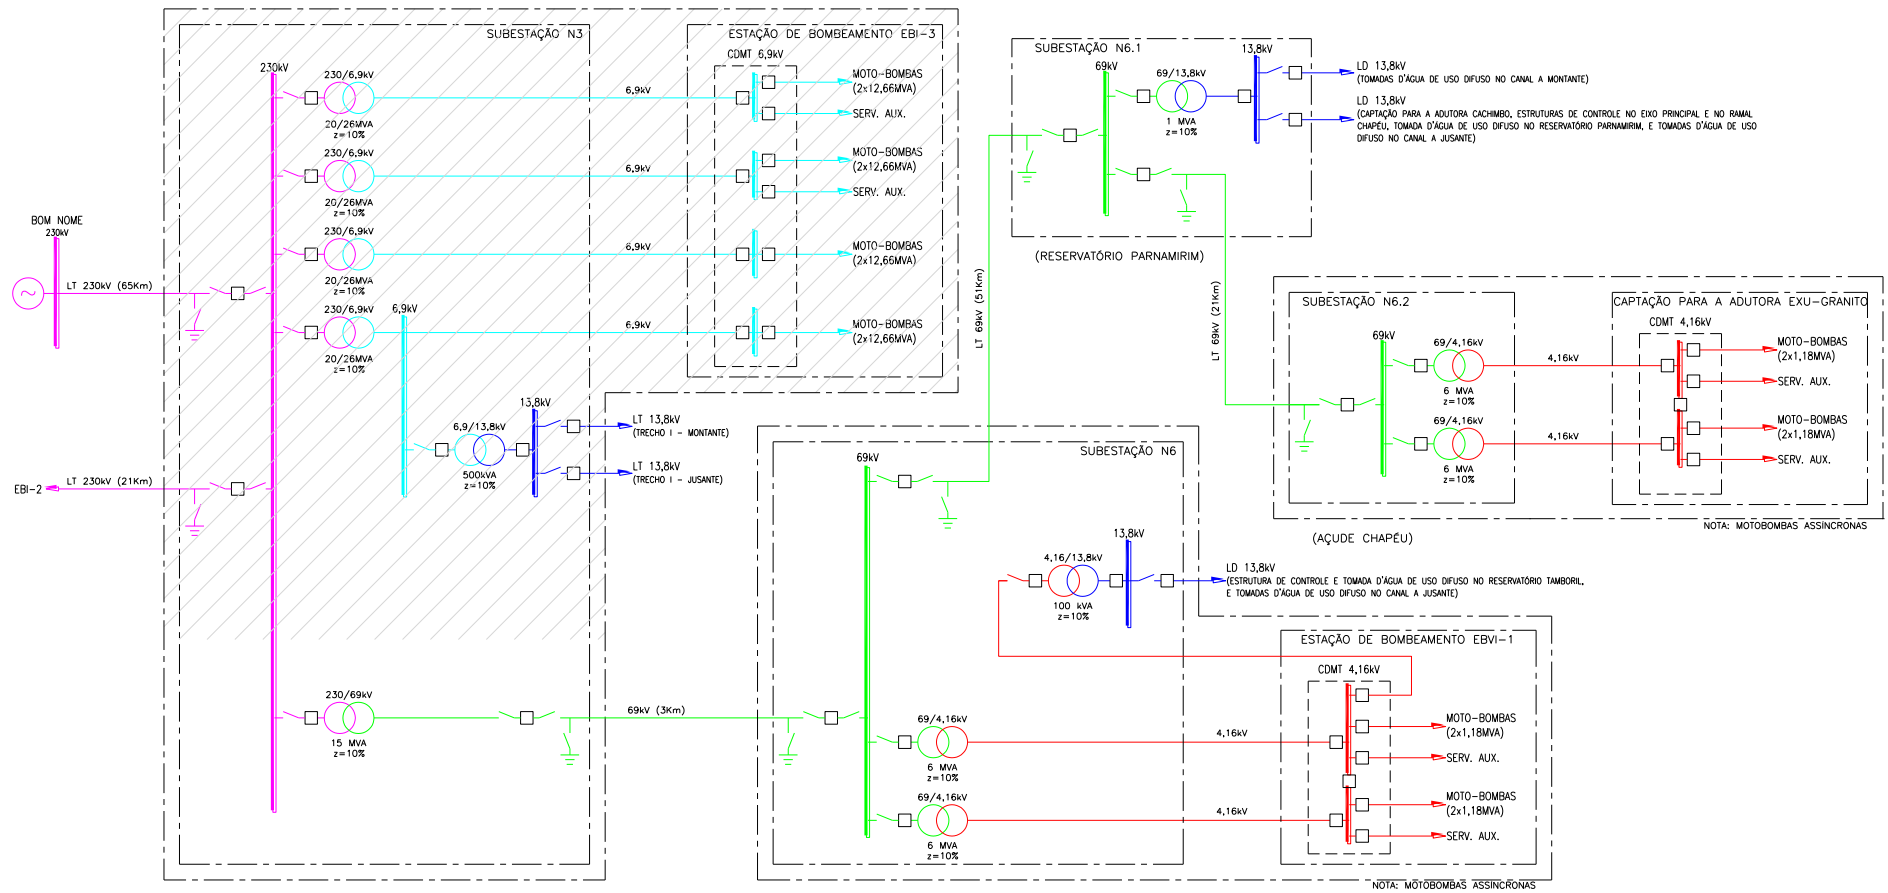 BOM NOME
230kV
LT 230kV (65Km)
EBI-2
LT 230kV (21Km)
SUBESTAÇÃO N3
230kV
230/6,9kV
20/26MVA
z=10%
6,9kV
230/6,9kV
20/26MVA
z=10%
6,9kV
230/6,9kV
20/26MVA
z=10%
6,9kV
230/6,9kV
20/26MVA
z=10%
6,9kV
6,9kV
6,9/13,8kV
500kVA
z=10%
13,8kV
LT 13,8kV
(TRECHO I - MONTANTE)
LT 13,8kV
(TRECHO I - JUSANTE)
230/69kV
15 MVA
z=10%
69kV (3Km)
ESTAÇÃO DE BOMBEAMENTO EBI-3
CDMT 6,9kV
MOTO-BOMBAS
(2x12,66MVA)
SERV. AUX.
MOTO-BOMBAS
(2x12,66MVA)
SERV. AUX.
MOTO-BOMBAS
(2x12,66MVA)
MOTO-BOMBAS
(2x12,66MVA)
SUBESTAÇÃO N6.1
69kV
69/13,8kV
1 MVA
z=10%
13,8kV
LD 13,8kV
(TOMADAS D'ÁGUA DE USO DIFUSO NO CANAL A MONTANTE)
LD 13,8kV
(CAPTAÇÃO PARA A ADUTORA CACHIMBO, ESTRUTURAS DE CONTROLE NO EIXO PRINCIPAL E NO RAMAL
CHAPÉU, TOMADA D'ÁGUA DE USO DIFUSO NO RESERVATÓRIO PARNAMIRIM, E TOMADAS D'ÁGUA DE USO
DIFUSO NO CANAL A JUSANTE)
(RESERVATÓRIO PARNAMIRIM)
LT 69kV (51Km)
LT 69kV (21Km)
SUBESTAÇÃO N6.2
69kV
69/4,16kV
6 MVA
z=10%
4,16kV
69/4,16kV
6 MVA
z=10%
4,16kV
CAPTAÇÃO PARA A ADUTORA EXU-GRANITO
CDMT 4,16kV
MOTO-BOMBAS
(2x1,18MVA)
SERV. AUX.
MOTO-BOMBAS
(2x1,18MVA)
SERV. AUX.
NOTA: MOTOBOMBAS ASSÍNCRONAS
(AÇUDE CHAPÉU)
SUBESTAÇÃO N6
69kV
4,16/13,8kV
100 kVA
z=10%
13,8kV
LD 13,8kV
(ESTRUTURA DE CONTROLE E TOMADA D'ÁGUA DE USO DIFUSO NO RESERVATÓRIO TAMBORIL,
E TOMADAS D'ÁGUA DE USO DIFUSO NO CANAL A JUSANTE)
69/4,16kV
6 MVA
z=10%
4,16kV
69/4,16kV
6 MVA
z=10%
4,16kV
ESTAÇÃO DE BOMBEAMENTO EBVI-1
CDMT 4,16kV
MOTO-BOMBAS
(2x1,18MVA)
SERV. AUX.
MOTO-BOMBAS
(2x1,18MVA)
SERV. AUX.
NOTA: MOTOBOMBAS ASSÍNCRONAS